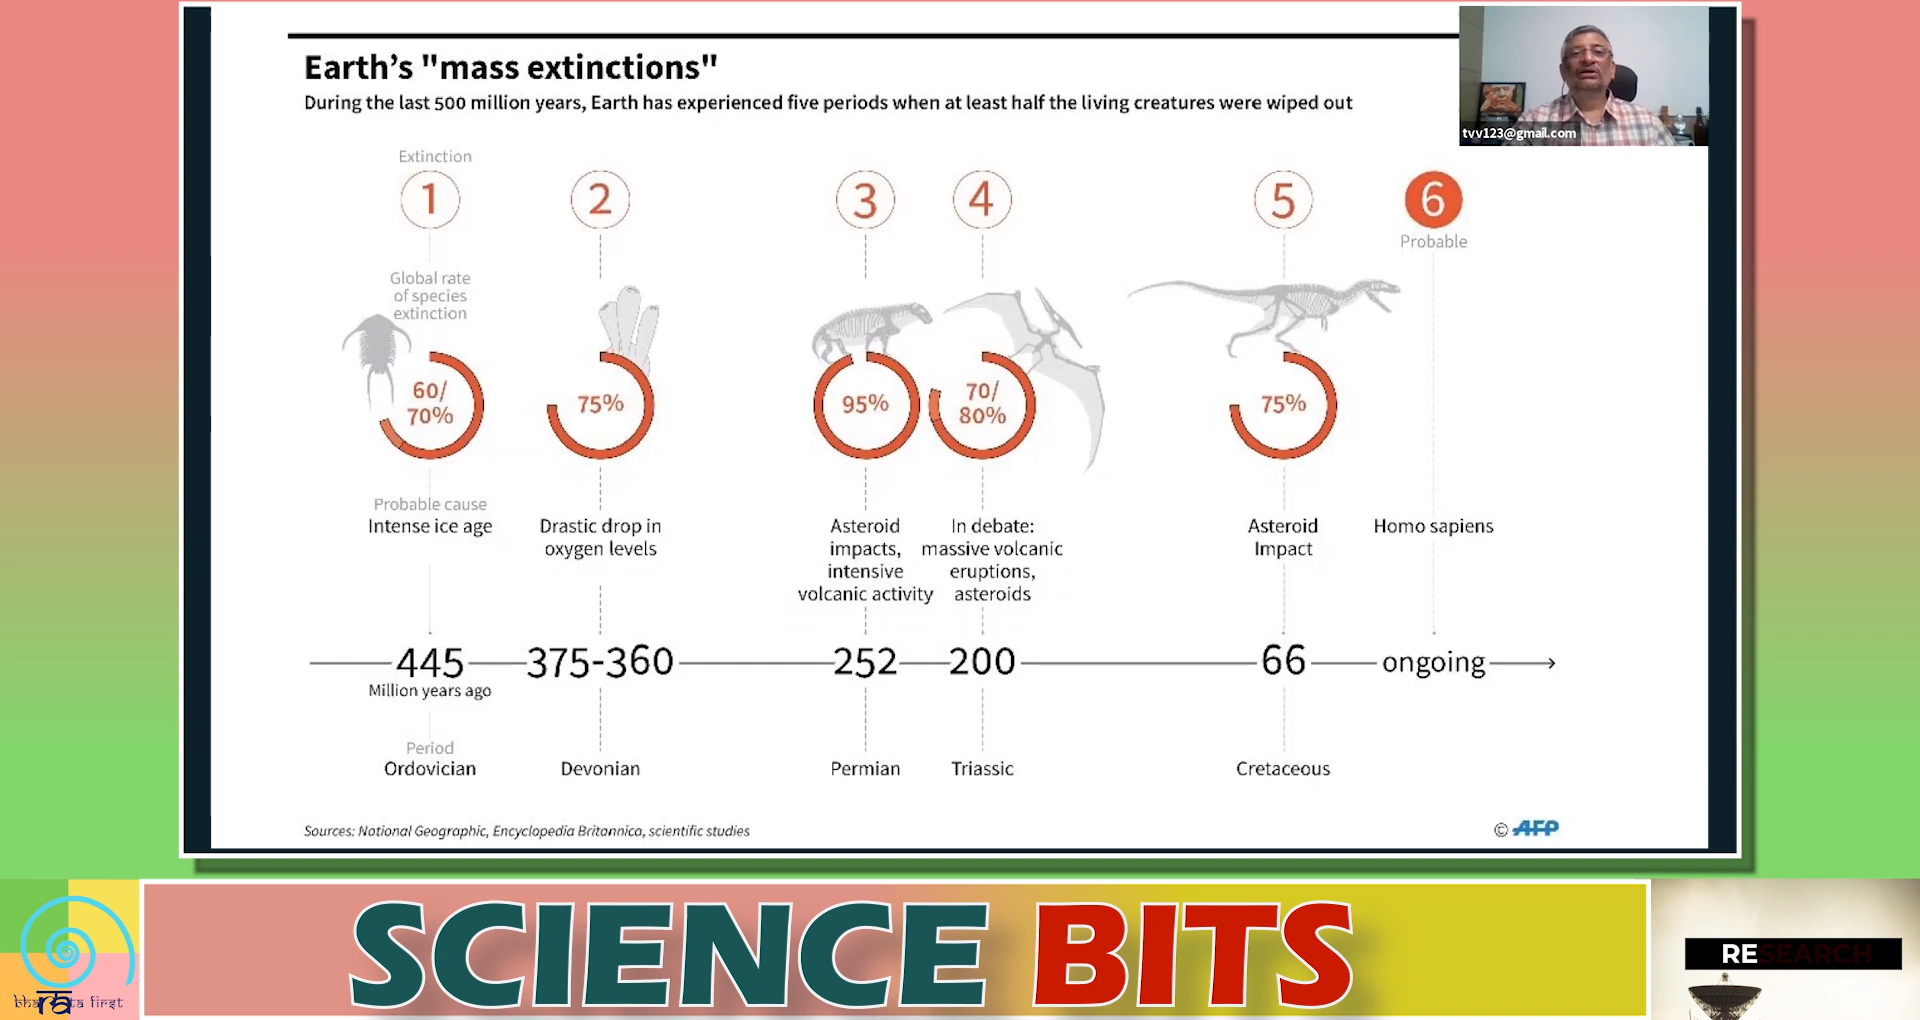 Earth's "mass extinctions"
During the last 500 million years, Earth has experienced five periods when at least half the living creatures were wiped out
tvv123@gmail.com
Extinction
1
2
3
4
5
6
Probable
Global rate
of species
extinction
60/
70%
75%
95%
70/
80%
75%
Probable cause
Intense ice age
Drastic drop in
oxygen levels
Asteroid
impacts,
intensive
volcanic activity
In debate:
massive volcanic
eruptions,
asteroids
Asteroid
Impact
Homo sapiens
445
Million years ago
375-360
252
200
66
ongoing
Period
Ordovician
Devonian
Permian
Triassic
Cretaceous
Sources: National Geographic, Encyclopedia Britannica, scientific studies
© AFP
SCIENCE BITS
RESEARCH
first